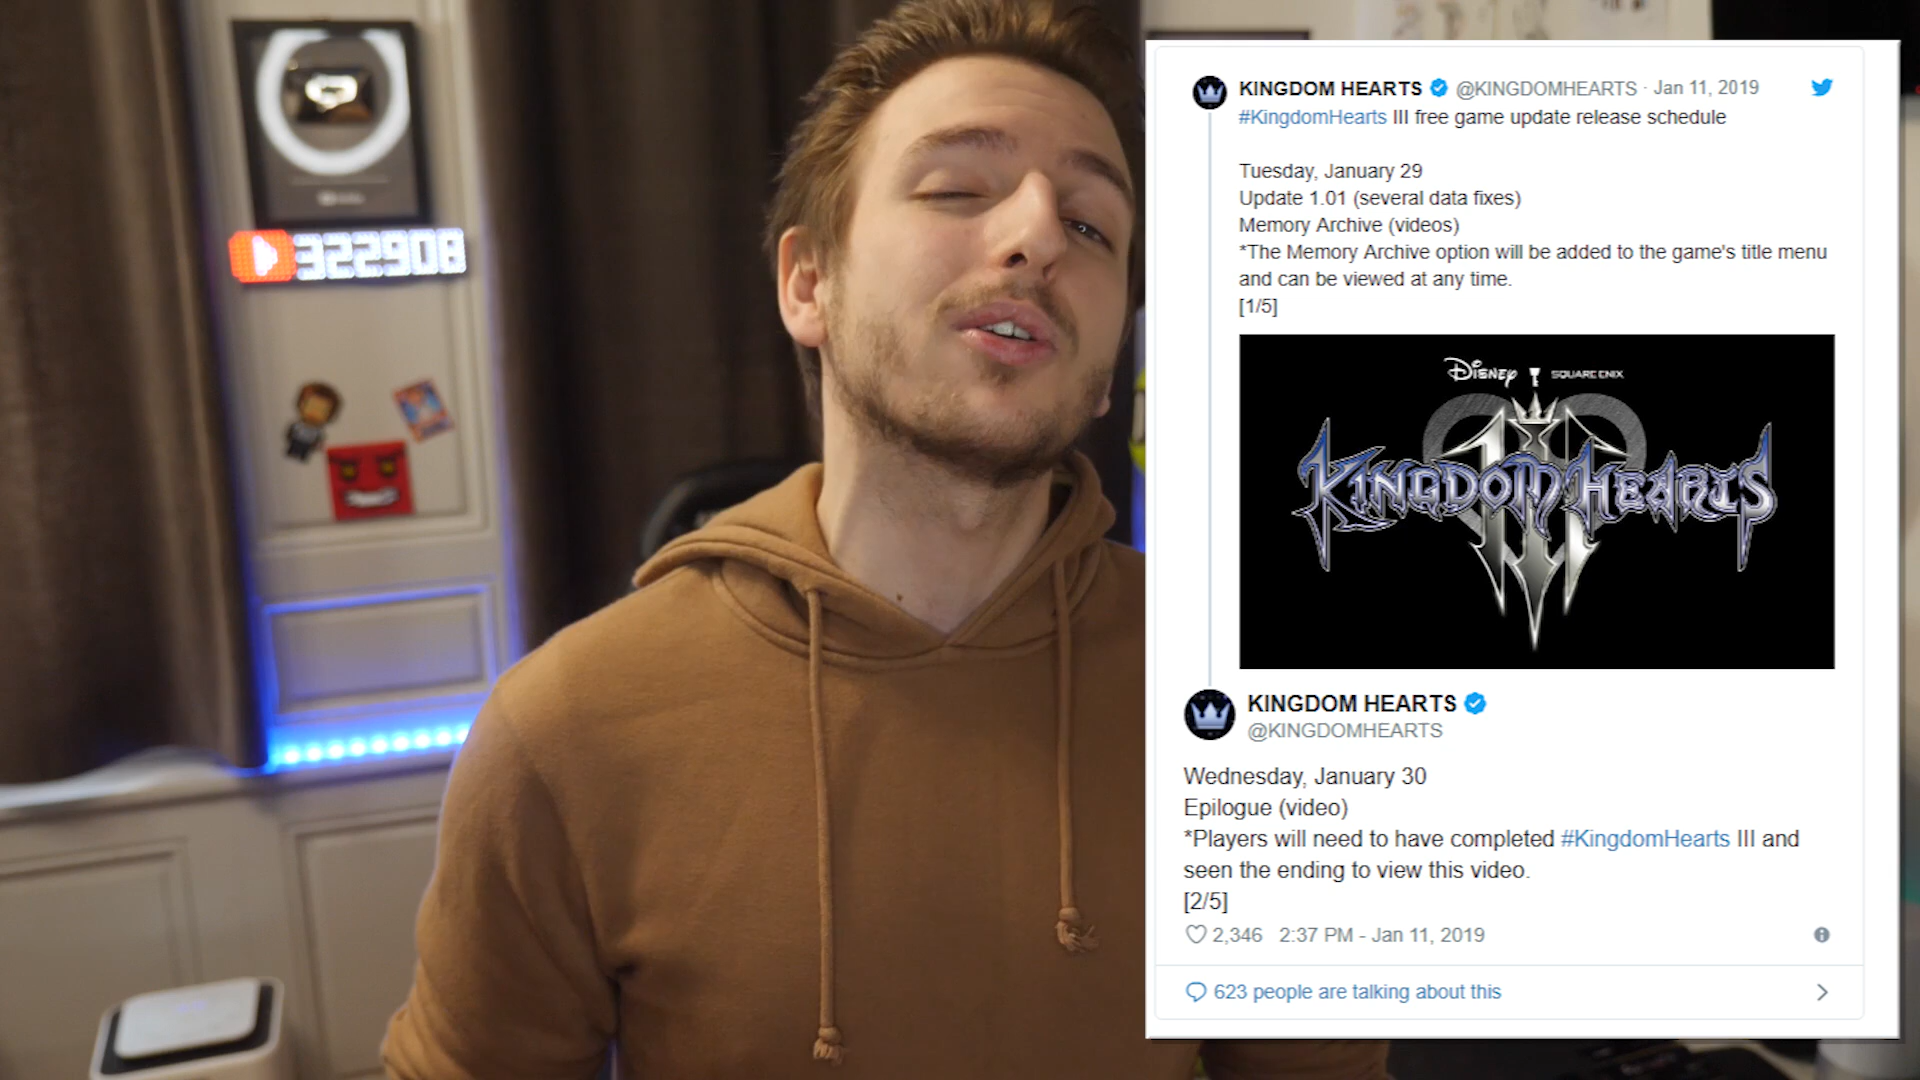 322908
KINGDOM HEARTS @KINGDOMHEARTS · Jan 11, 2019
#KingdomHearts III free game update release schedule
Tuesday, January 29
Update 1.01 (several data fixes)
Memory Archive (videos)
*The Memory Archive option will be added to the game's title menu
and can be viewed at any time.
[1/5]
Disney SQUARE ENIX
KINGDOM HEARTS
III
KINGDOM HEARTS
@KINGDOMHEARTS
Wednesday, January 30
Epilogue (video)
*Players will need to have completed #KingdomHearts III and
seen the ending to view this video.
[2/5]
2,346 2:37 PM - Jan 11, 2019
623 people are talking about this